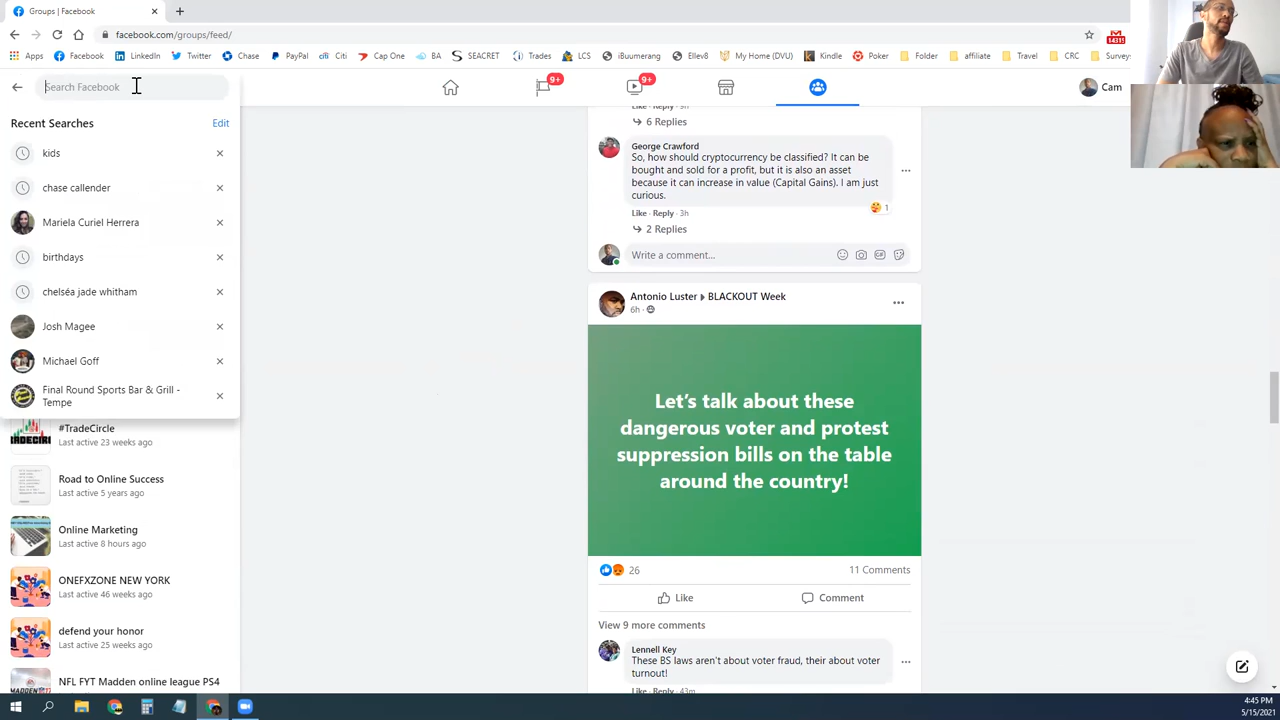 Groups | Facebook
facebook.com/groups/feed/
Apps Facebook LinkedIn Twitter Chase PayPal Citi Cap One BA SEACRET Trades LCS iBuumerang Ellev8 My Home (DVU) Kindle Poker Folder affiliate Travel CRC Survey
Search Facebook
9+
9+
Cam
Recent Searches
Edit
kids
chase callender
Mariela Curiel Herrera
birthdays
chelséa jade whitham
Josh Magee
Michael Goff
Final Round Sports Bar & Grill -
Tempe
#TradeCircle
Last active 23 weeks ago
Road to Online Success
Last active 5 years ago
Online Marketing
Last active 8 hours ago
ONEFXZONE NEW YORK
Last active 46 weeks ago
defend your honor
Last active 25 weeks ago
NFL FYT Madden online league PS4
Like · Reply · 9h
6 Replies
George Crawford
So, how should cryptocurrency be classified? It can be
bought and sold for a profit, but it is also an asset
because it can increase in value (Capital Gains). I am just
curious.
1
Like · Reply · 3h
2 Replies
Write a comment...
Antonio Luster BLACKOUT Week
6h
Let's talk about these
dangerous voter and protest
suppression bills on the table
around the country!
26
11 Comments
Like
Comment
View 9 more comments
Lennell Key
These BS laws aren't about voter fraud, their about voter
turnout!
Like · Reply · 43m
4:45 PM
5/15/2021